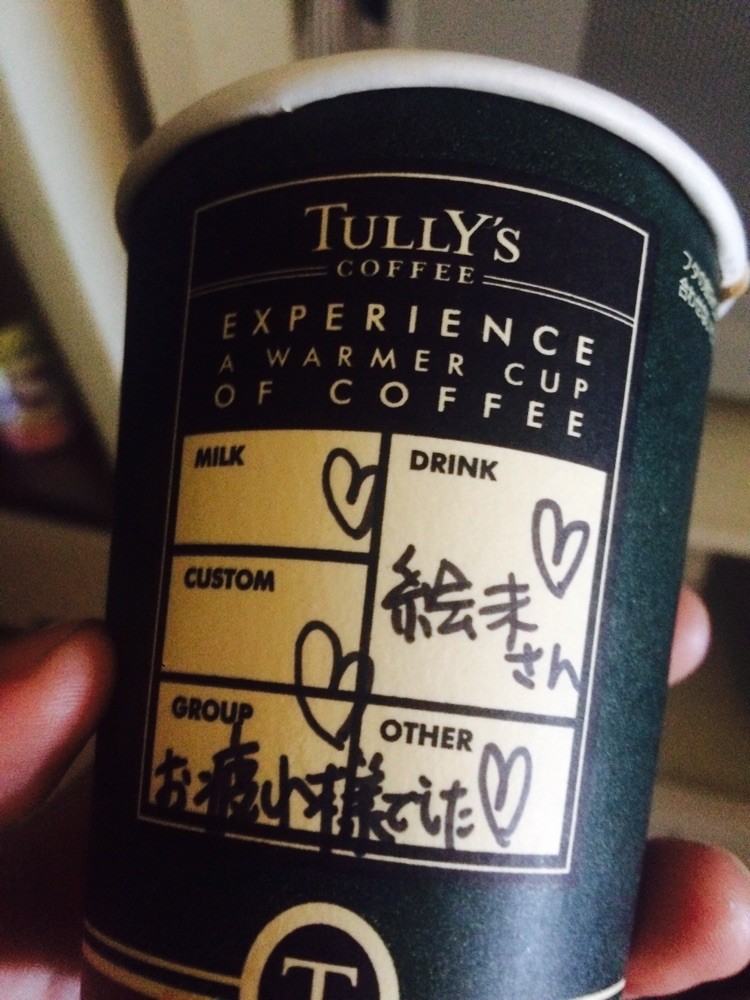 TULLY'S
COFFEE
EXPERIENCE
A WARMER CUP
OF COFFEE
MILK
DRINK
絵未
さん
CUSTOM
GROUP
OTHER
お疲れ様でした
T